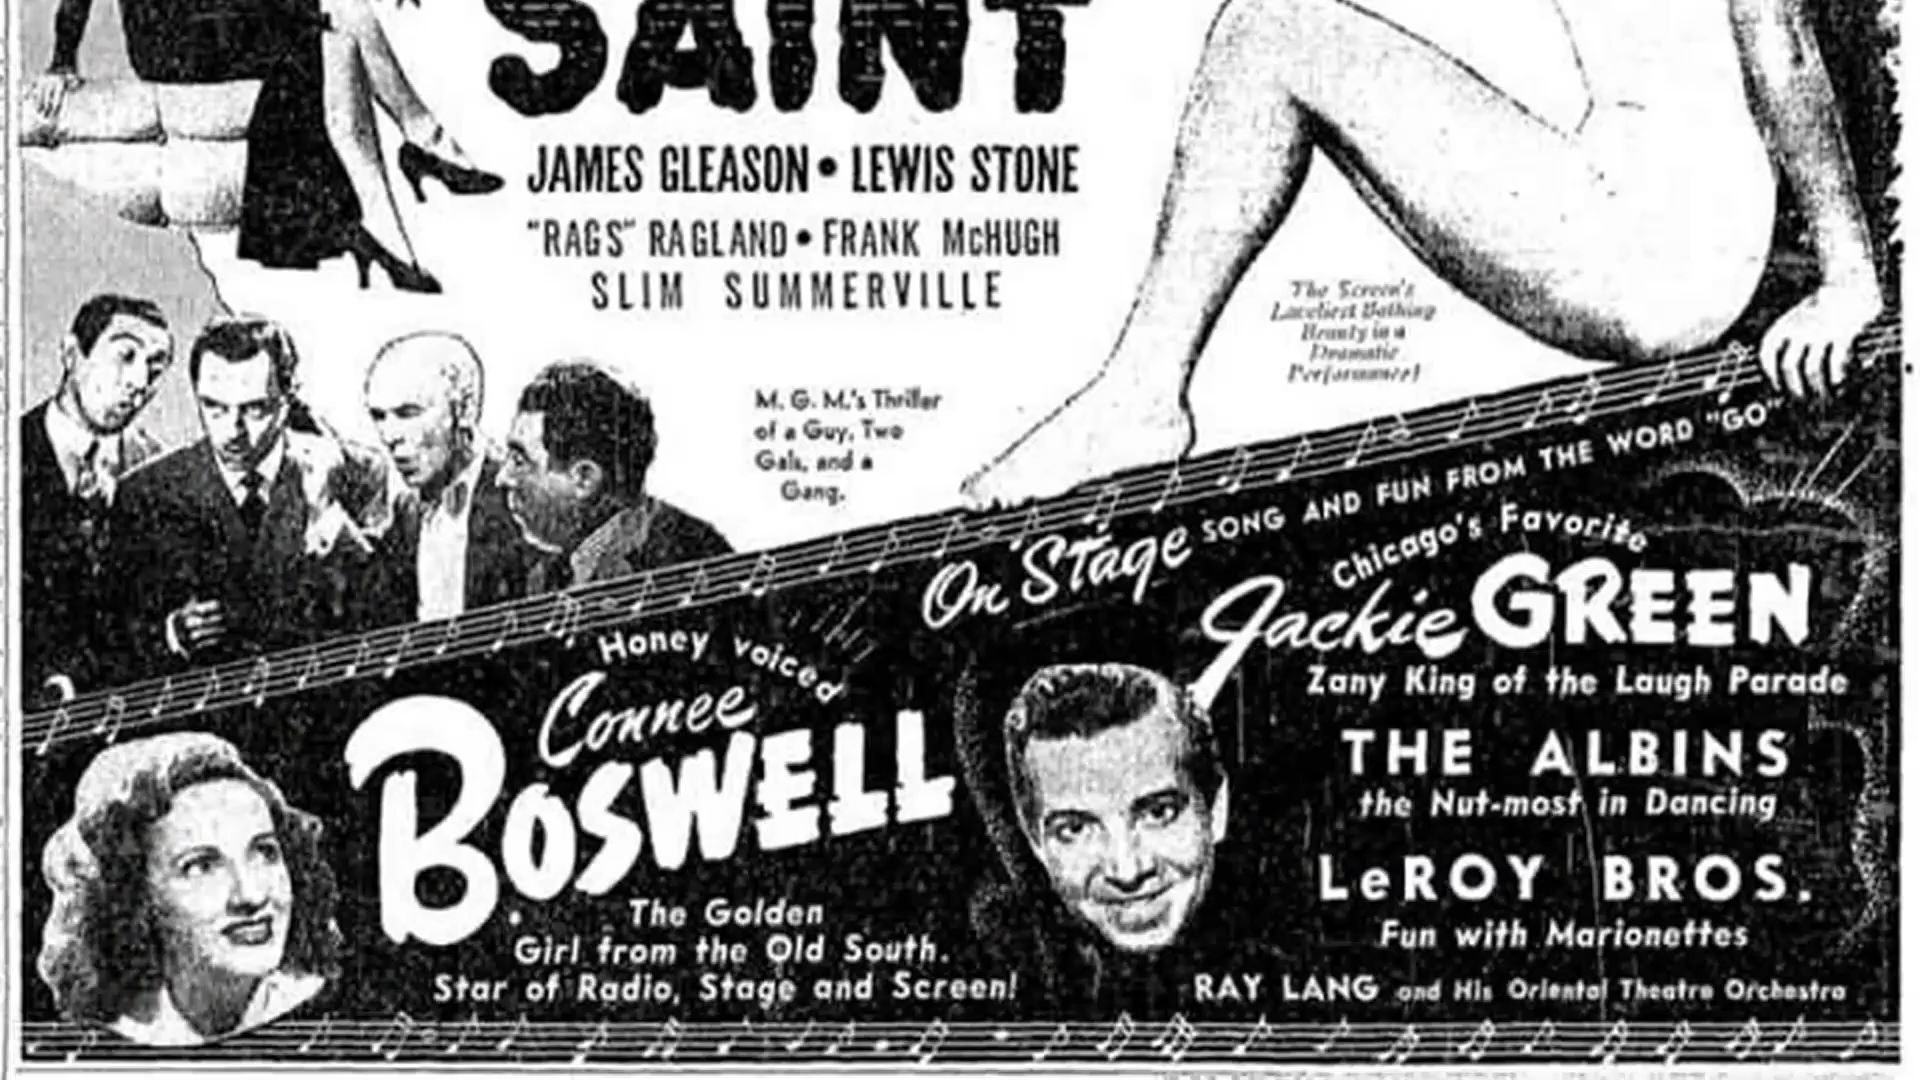 SAINT
JAMES GLEASON • LEWIS STONE
"RAGS" RAGLAND • FRANK McHUGH
SLIM SUMMERVILLE
The Screen's
Loveliest Bathing
Beauty in a
Dramatic
Performance!
M. G. M.'s Thriller
of a Guy, Two
Gals, and a
Gang.
On Stage SONG AND FUN FROM THE WORD "GO"
Honey voiced
Connee
BOSWELL
The Golden
Girl from the Old South.
Star of Radio, Stage and Screen!
Chicago's Favorite
Jackie GREEN
Zany King of the Laugh Parade
THE ALBINS
the Nut-most in Dancing
LeROY BROS.
Fun with Marionettes
RAY LANG and His Oriental Theatre Orchestra